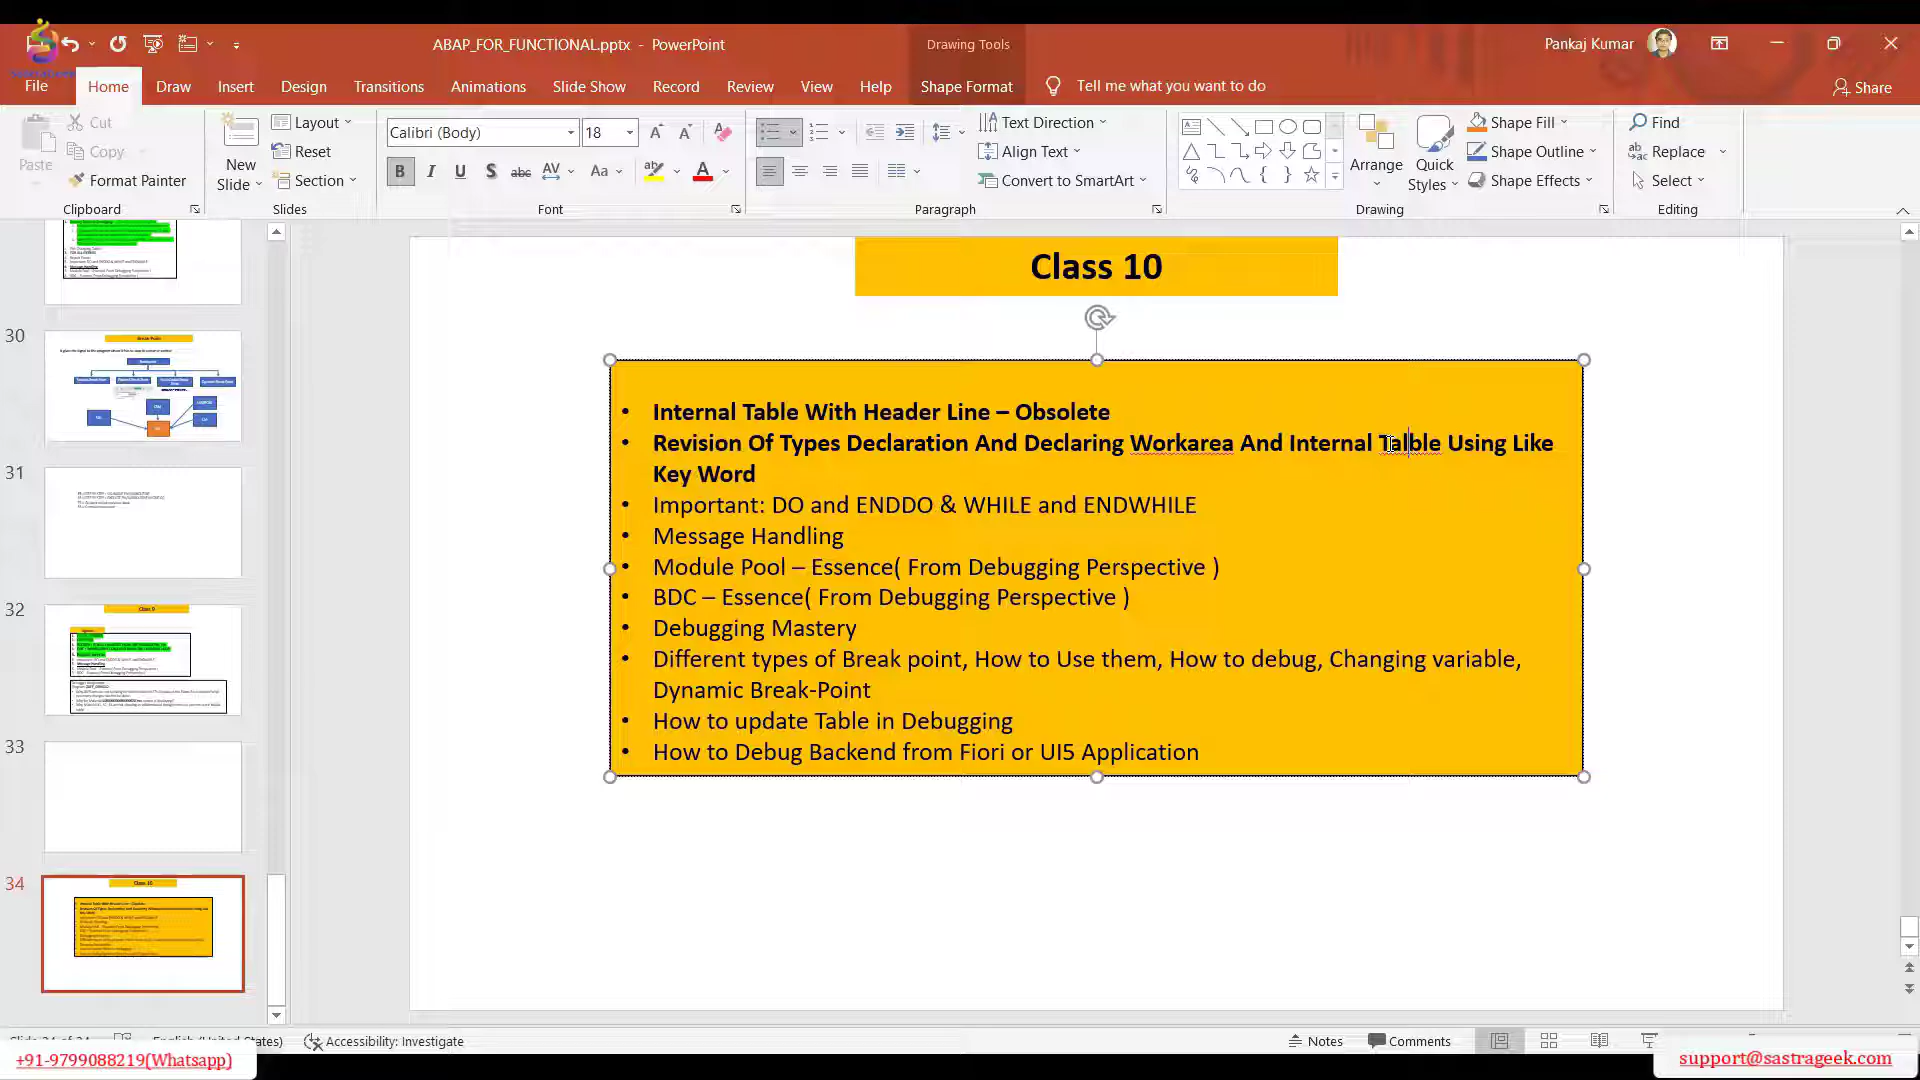 ABAP_FOR_FUNCTIONAL.pptx - PowerPoint
Drawing Tools
Pankaj Kumar
File Home Draw Insert Design Transitions Animations Slide Show Record Review View Help Shape Format Tell me what you want to do Share
Paste
Cut
Copy
Format Painter
Clipboard
New Slide
Layout
Reset
Section
Slides
Calibri (Body) 18
B I U S abc AV Aa A
Font
Text Direction
Align Text
Convert to SmartArt
Paragraph
Arrange
Quick Styles
Shape Fill
Shape Outline
Shape Effects
Drawing
Find
Replace
Select
Editing
30
31
32
33
34
Class 10
• Internal Table With Header Line – Obsolete
• Revision Of Types Declaration And Declaring Workarea And Internal Talble Using Like
Key Word
• Important: DO and ENDDO & WHILE and ENDWHILE
• Message Handling
• Module Pool – Essence( From Debugging Perspective )
• BDC – Essence( From Debugging Perspective )
• Debugging Mastery
• Different types of Break point, How to Use them, How to debug, Changing variable,
Dynamic Break-Point
• How to update Table in Debugging
• How to Debug Backend from Fiori or UI5 Application
Accessibility: Investigate
Notes
Comments
+91-9799088219(Whatsapp)
support@sastrageek.com